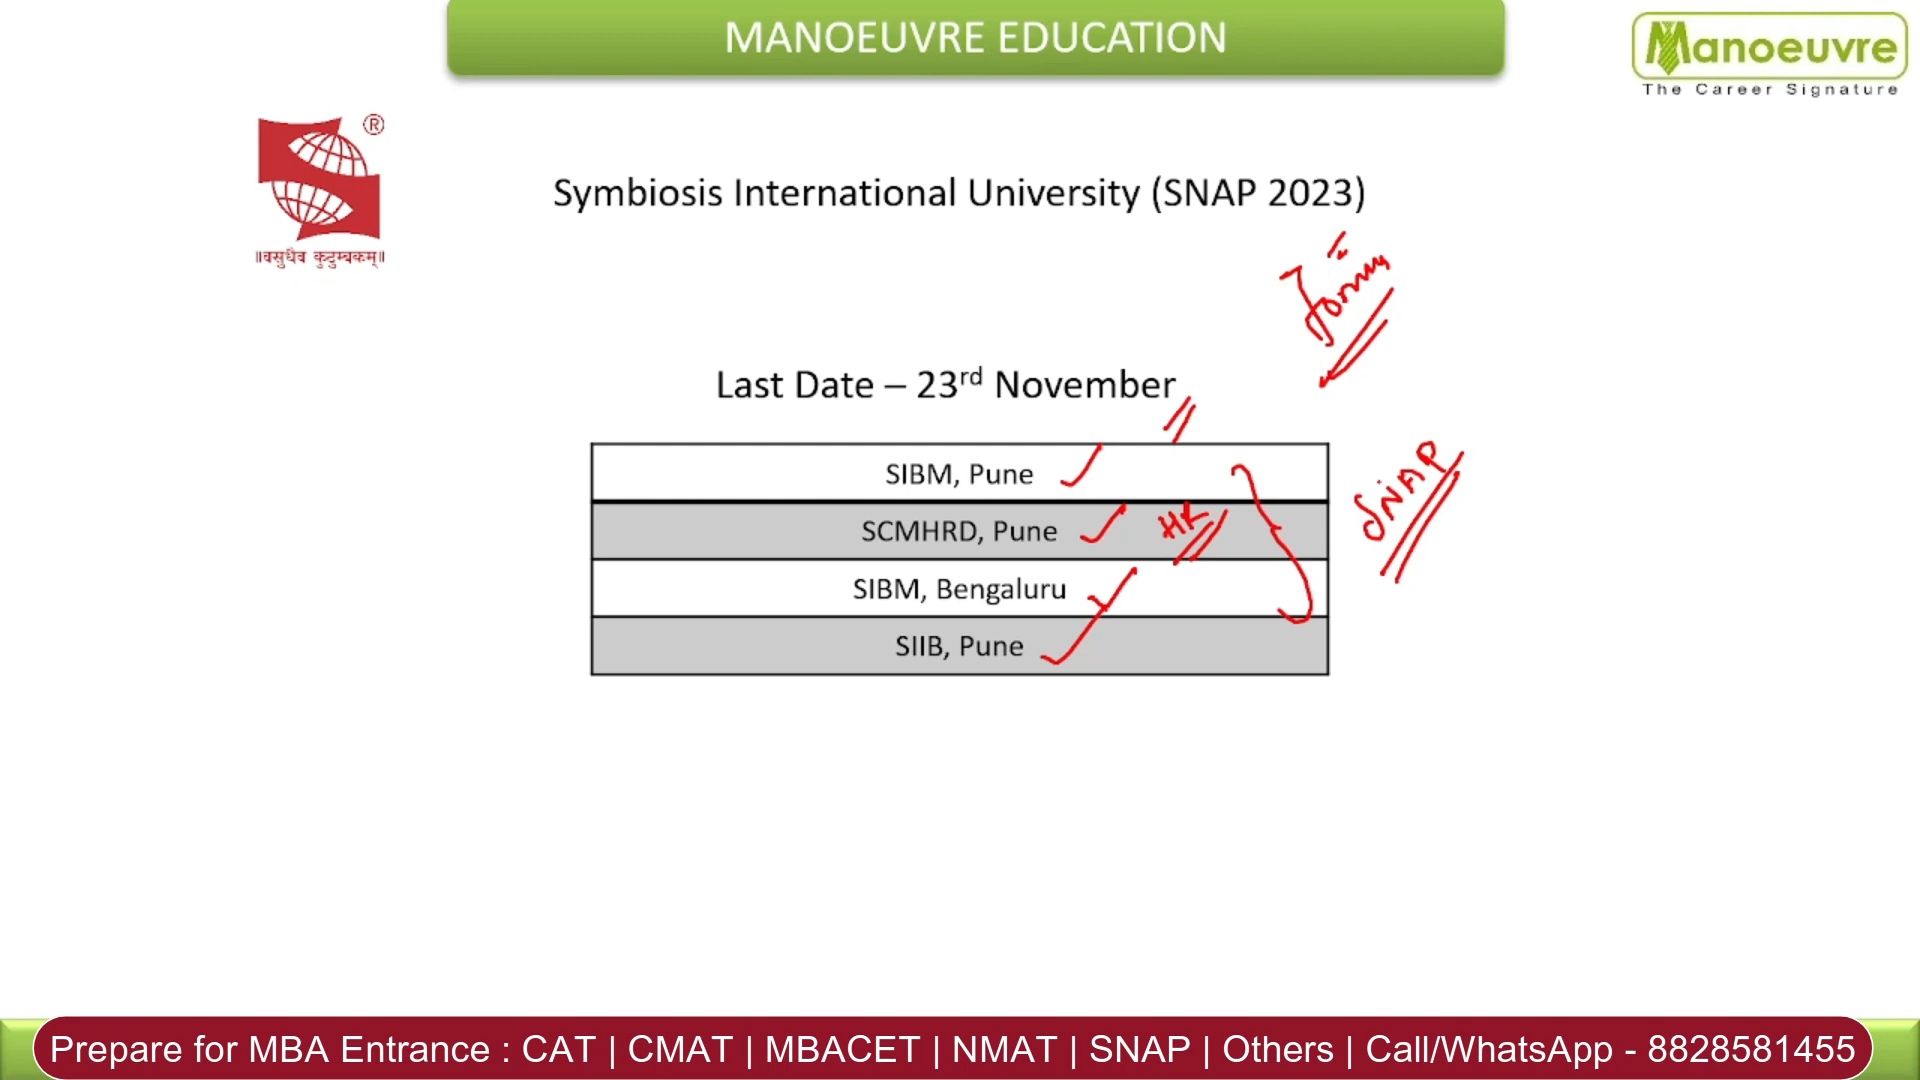 MANOEUVRE EDUCATION
Manoeuvre
The Career Signature
®
॥वसुधैव कुटुम्बकम्॥
Symbiosis International University (SNAP 2023)
Form
Last Date – 23rd November
SIBM, Pune
SCMHRD, Pune HR
SIBM, Bengaluru
SIIB, Pune
SNAP
Prepare for MBA Entrance : CAT | CMAT | MBACET | NMAT | SNAP | Others | Call/WhatsApp - 8828581455